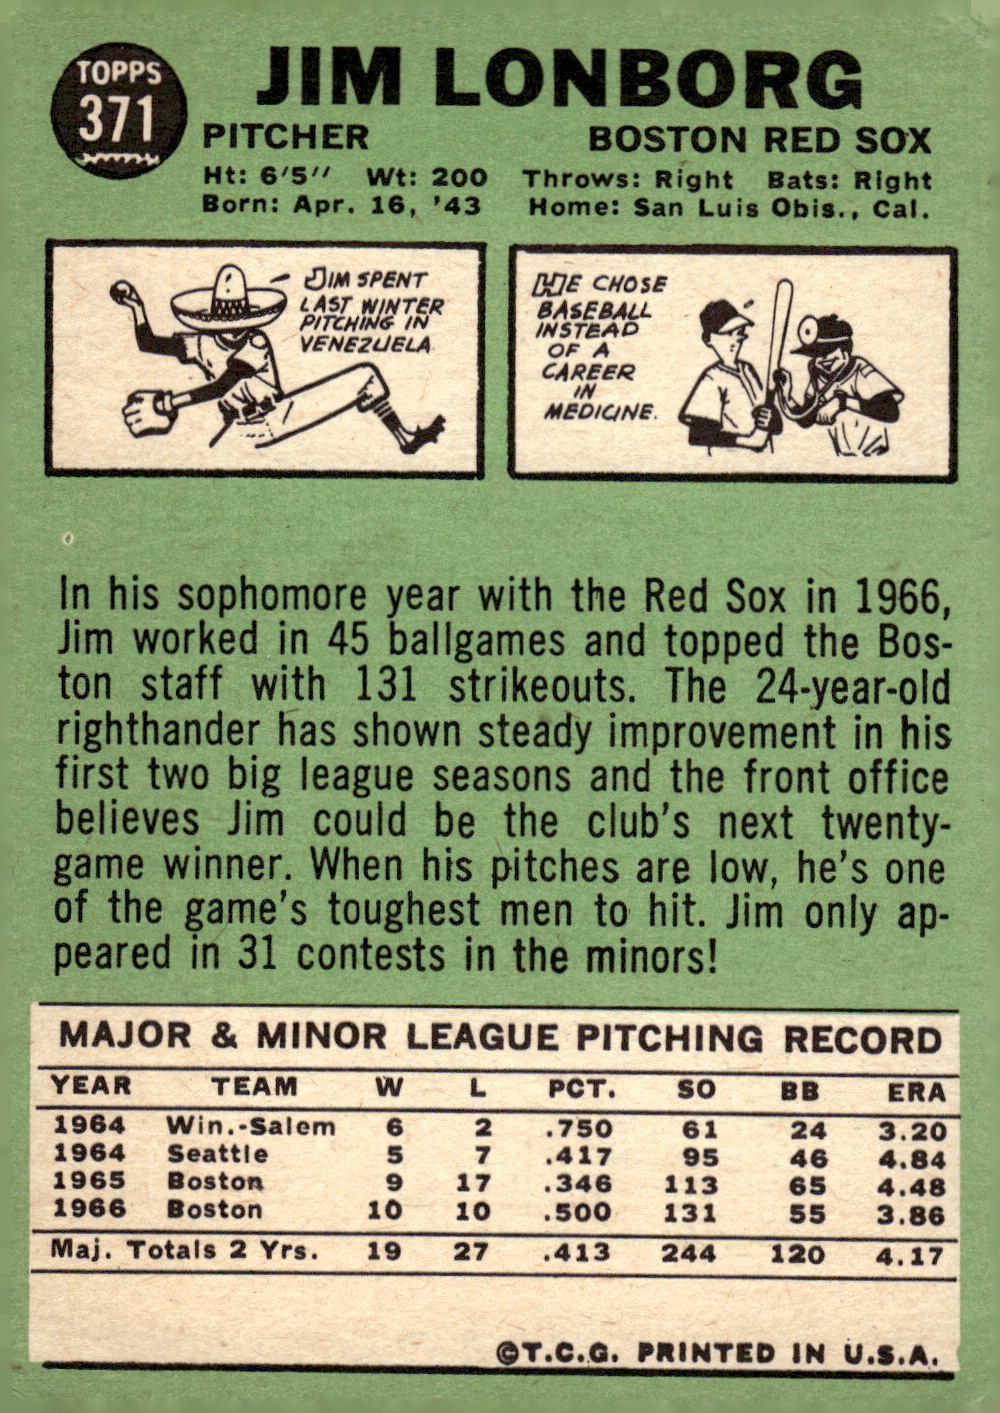 TOPPS
371
JIM LONBORG
PITCHER BOSTON RED SOX
Ht: 6'5" Wt: 200 Throws: Right Bats: Right
Born: Apr. 16, '43 Home: San Luis Obis., Cal.
JIM SPENT
LAST WINTER
PITCHING IN
VENEZUELA.
HE CHOSE
BASEBALL
INSTEAD
OF A
CAREER
IN
MEDICINE.
In his sophomore year with the Red Sox in 1966,
Jim worked in 45 ballgames and topped the Bos-
ton staff with 131 strikeouts. The 24-year-old
righthander has shown steady improvement in his
first two big league seasons and the front office
believes Jim could be the club's next twenty-
game winner. When his pitches are low, he's one
of the game's toughest men to hit. Jim only ap-
peared in 31 contests in the minors!
MAJOR & MINOR LEAGUE PITCHING RECORD
YEAR TEAM W L PCT. SO BB ERA
1964 Win.-Salem 6 2 .750 61 24 3.20
1964 Seattle 5 7 .417 95 46 4.84
1965 Boston 9 17 .346 113 65 4.48
1966 Boston 10 10 .500 131 55 3.86
Maj. Totals 2 Yrs. 19 27 .413 244 120 4.17
©T.C.G. PRINTED IN U.S.A.